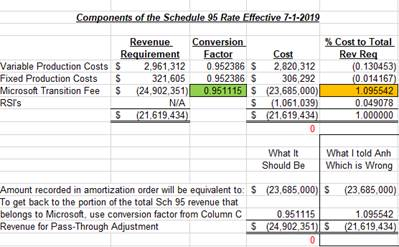 Components of the Schedule 95 Rate Effective 7-1-2019
Revenue Conversion % Cost to Total
Requirement Factor Cost Rev Req
Variable Production Costs $ 2,961,312 0.952386 $ 2,820,312 (0.130453)
Fixed Production Costs $ 321,605 0.952386 $ 306,292 (0.014167)
Microsoft Transition Fee $ (24,902,351) 0.951115 $ (23,685,000) 1.095542
RSI's N/A $ (1,061,039) 0.049078
$ (21,619,434) $ (21,619,434) 1.000000
0
What It What I told Anh
Should Be Which is Wrong
Amount recorded in amortization order will be equivalent to: $ (23,685,000) $ (23,685,000)
To get back to the portion of the total Sch 95 revenue that
belongs to Microsoft, use conversion factor from Column C 0.951115 1.095542
Revenue for Pass-Through Adjustment $ (24,902,351) $ (21,619,434)
0